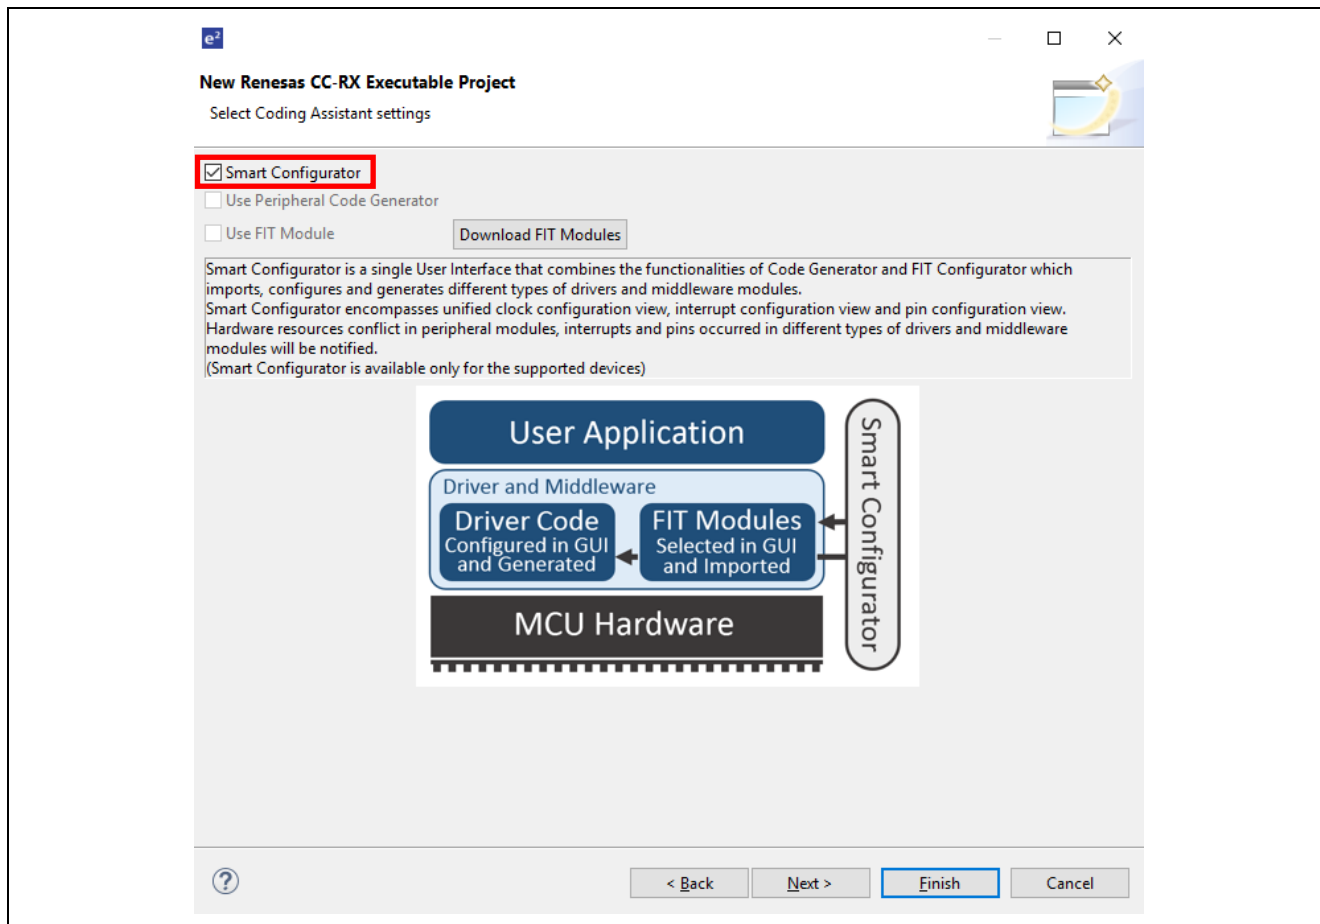 e²
New Renesas CC-RX Executable Project
Select Coding Assistant settings
Smart Configurator
Use Peripheral Code Generator
Use FIT Module
Download FIT Modules
Smart Configurator is a single User Interface that combines the functionalities of Code Generator and FIT Configurator which
imports, configures and generates different types of drivers and middleware modules.
Smart Configurator encompasses unified clock configuration view, interrupt configuration view and pin configuration view.
Hardware resources conflict in peripheral modules, interrupts and pins occurred in different types of drivers and middleware
modules will be notified.
(Smart Configurator is available only for the supported devices)
User Application
Driver and Middleware
Driver Code
Configured in GUI
and Generated
FIT Modules
Selected in GUI
and Imported
MCU Hardware
Smart Configurator
?
< Back
Next >
Finish
Cancel